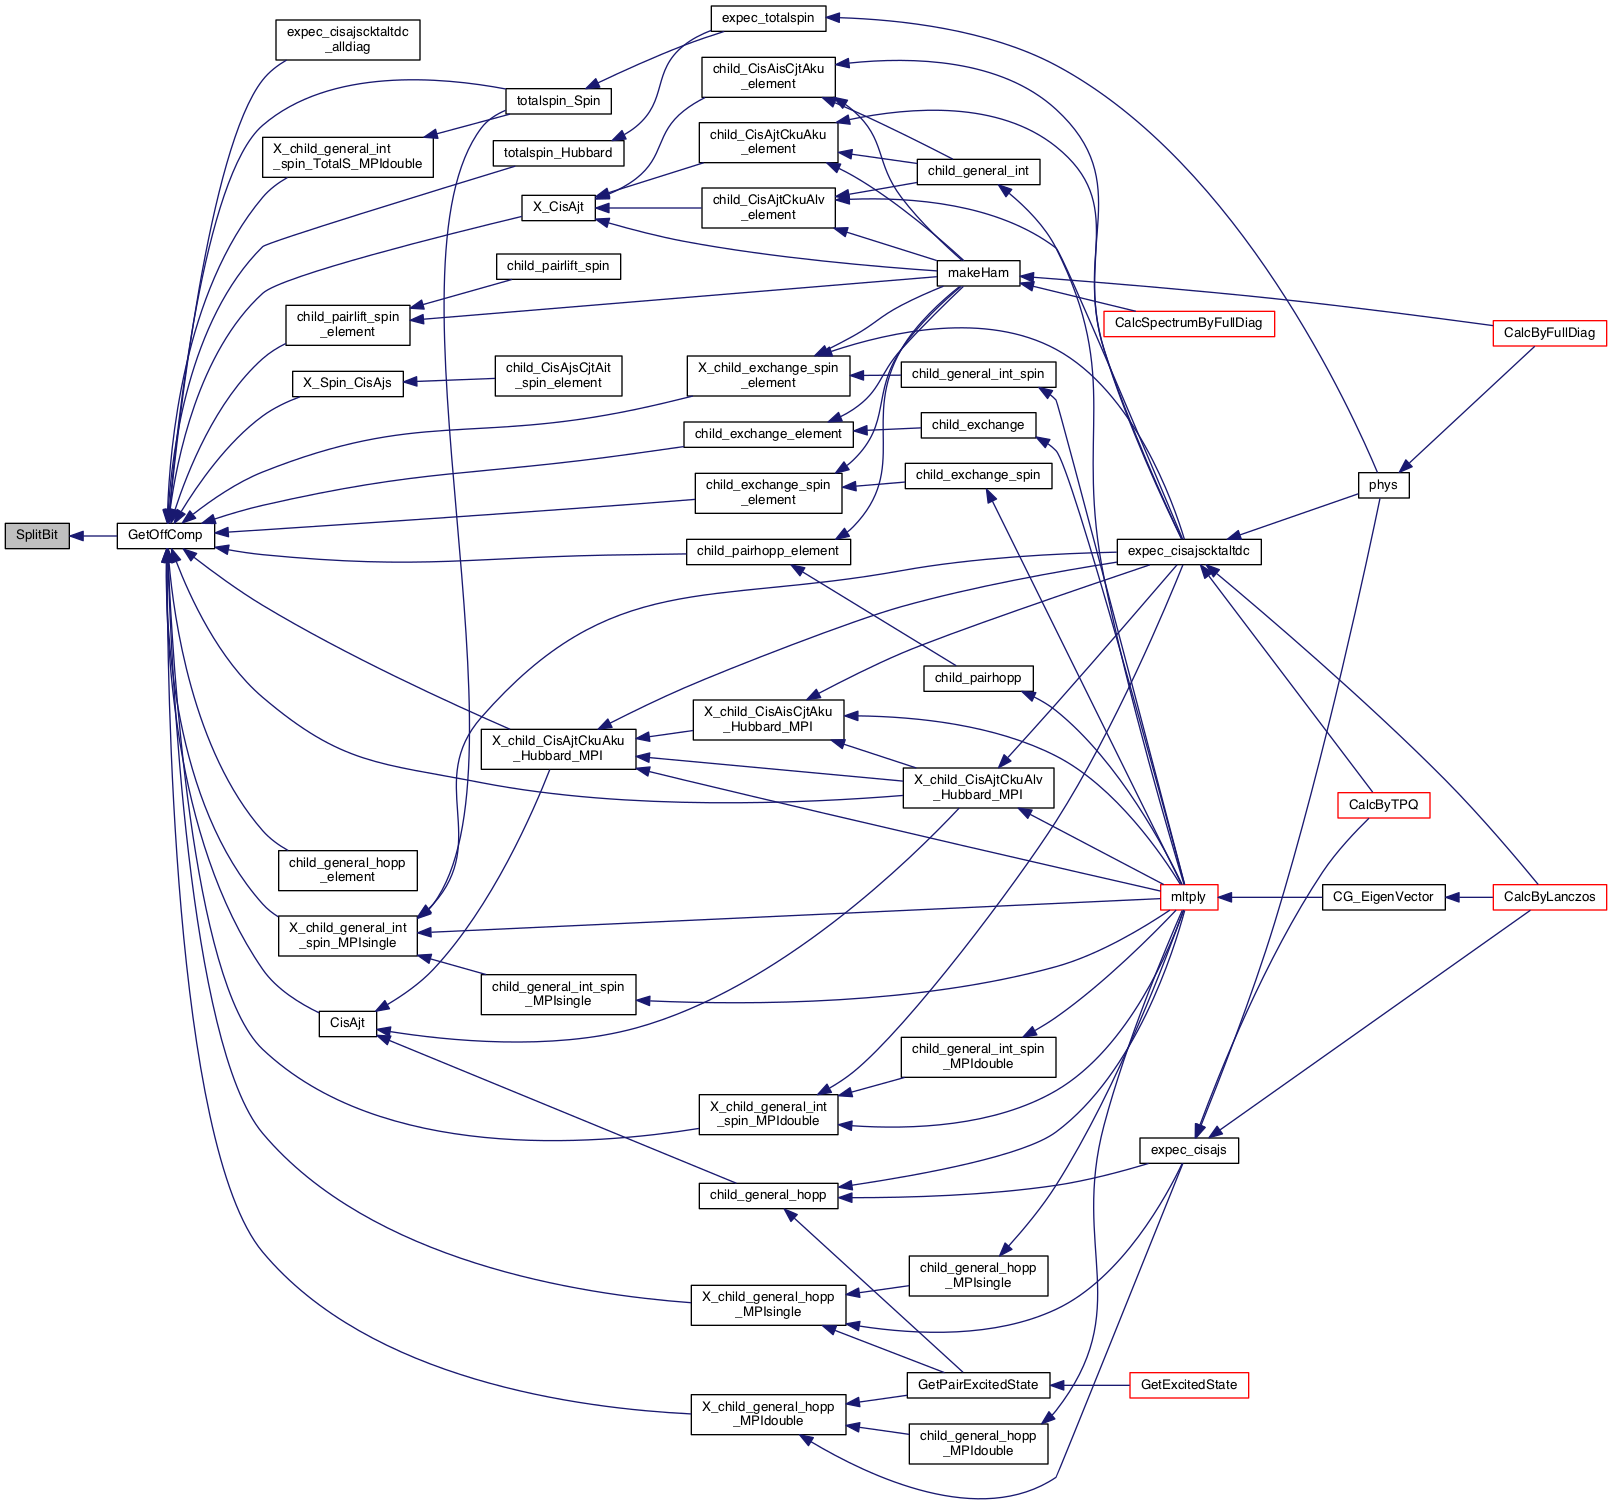 expec_totalspin
expec_cisajscktaltdc
_alldiag
child_CisAisCjtAku
_element
totalspin_Spin
X_child_general_int
_spin_TotalS_MPIdouble
child_CisAjtCkuAku
_element
totalspin_Hubbard
child_general_int
X_CisAjt
child_CisAjtCkuAlv
_element
child_pairlift_spin
makeHam
child_pairlift_spin
_element
CalcSpectrumByFullDiag
CalcByFullDiag
X_Spin_CisAjs
child_CisAjsCjtAit
_spin_element
X_child_exchange_spin
_element
child_general_int_spin
child_exchange_element
child_exchange
child_exchange_spin
_element
child_exchange_spin
phys
SplitBit
GetOffComp
child_pairhopp_element
expec_cisajscktaltdc
child_pairhopp
X_child_CisAisCjtAku
_Hubbard_MPI
X_child_CisAjtCkuAku
_Hubbard_MPI
X_child_CisAjtCkuAlv
_Hubbard_MPI
CalcByTPQ
child_general_hopp
_element
mltply
CG_EigenVector
CalcByLanczos
X_child_general_int
_spin_MPIsingle
child_general_int_spin
_MPIsingle
CisAjt
child_general_int_spin
_MPIdouble
X_child_general_int
_spin_MPIdouble
expec_cisajs
child_general_hopp
child_general_hopp
_MPIsingle
X_child_general_hopp
_MPIsingle
GetPairExcitedState
GetExcitedState
X_child_general_hopp
_MPIdouble
child_general_hopp
_MPIdouble